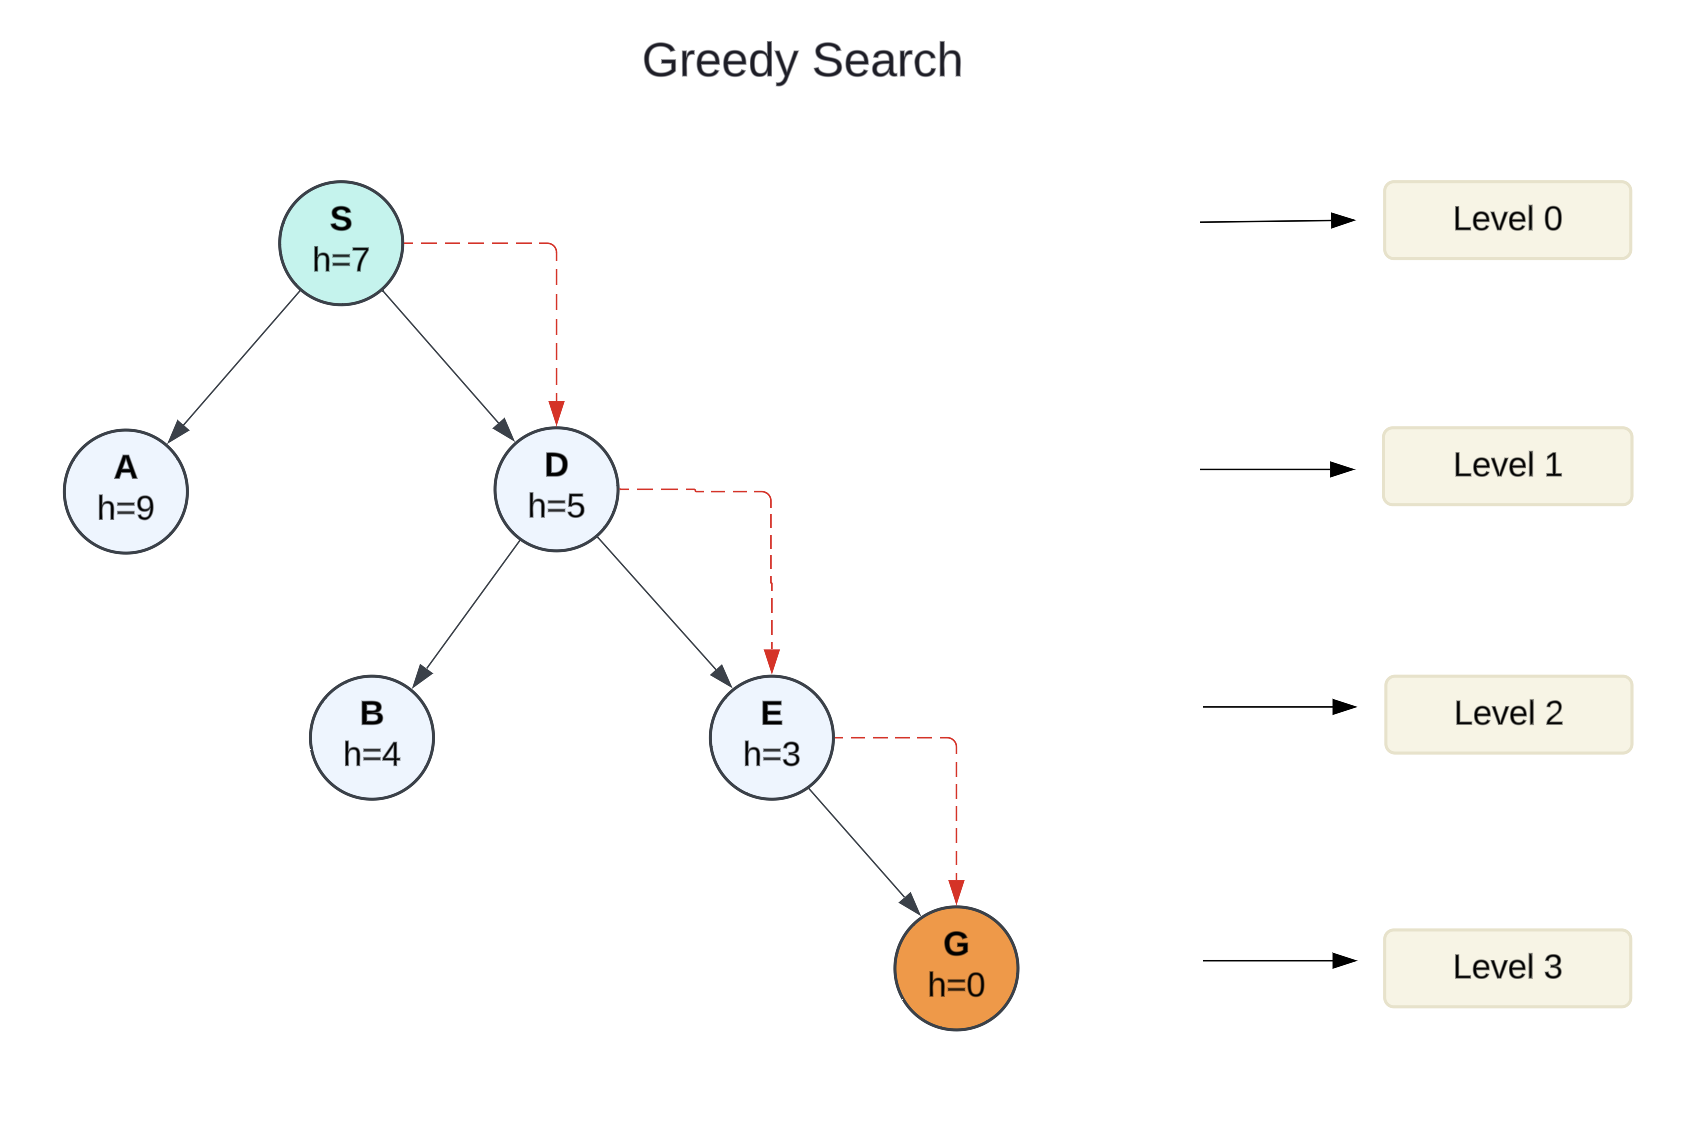 Greedy Search
S
h=7
Level 0
A
h=9
D
h=5
Level 1
B
h=4
E
h=3
Level 2
G
h=0
Level 3